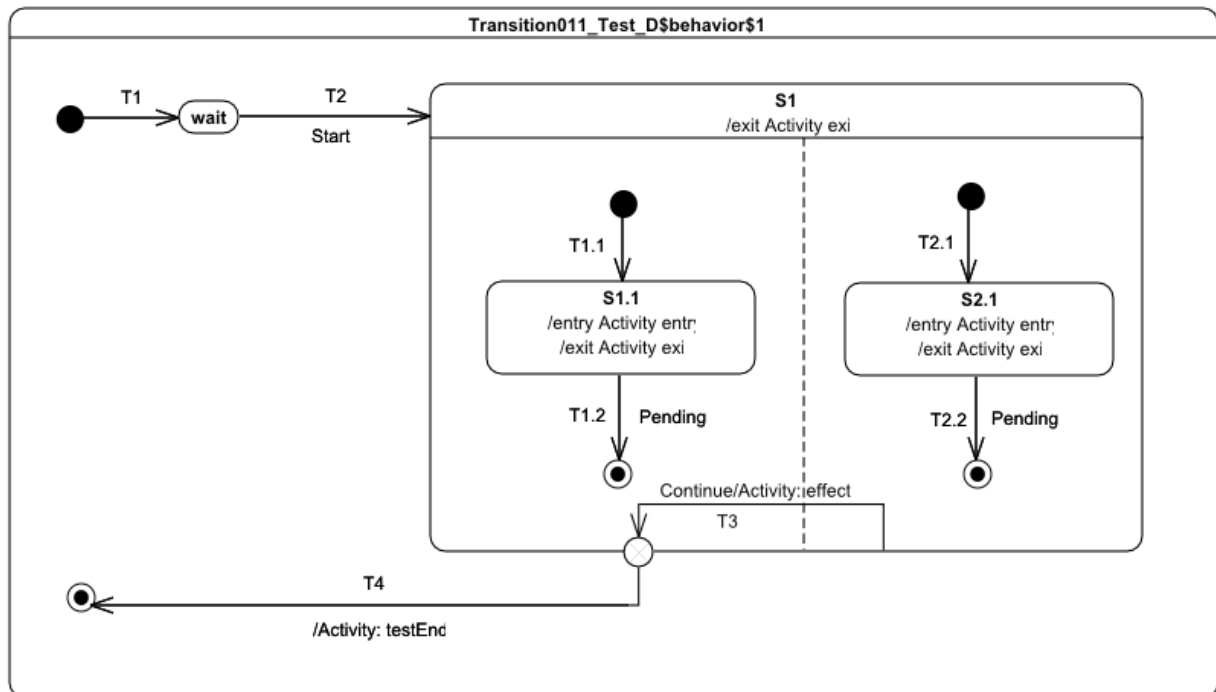 Transition011_Test_D$behavior$1
T1
wait
T2
Start
S1
/exit Activity exi
T1.1
T2.1
S1.1
/entry Activity entry
/exit Activity exi
S2.1
/entry Activity entry
/exit Activity exi
T1.2
Pending
T2.2
Pending
Continue/Activity: effect
T3
T4
/Activity: testEnd